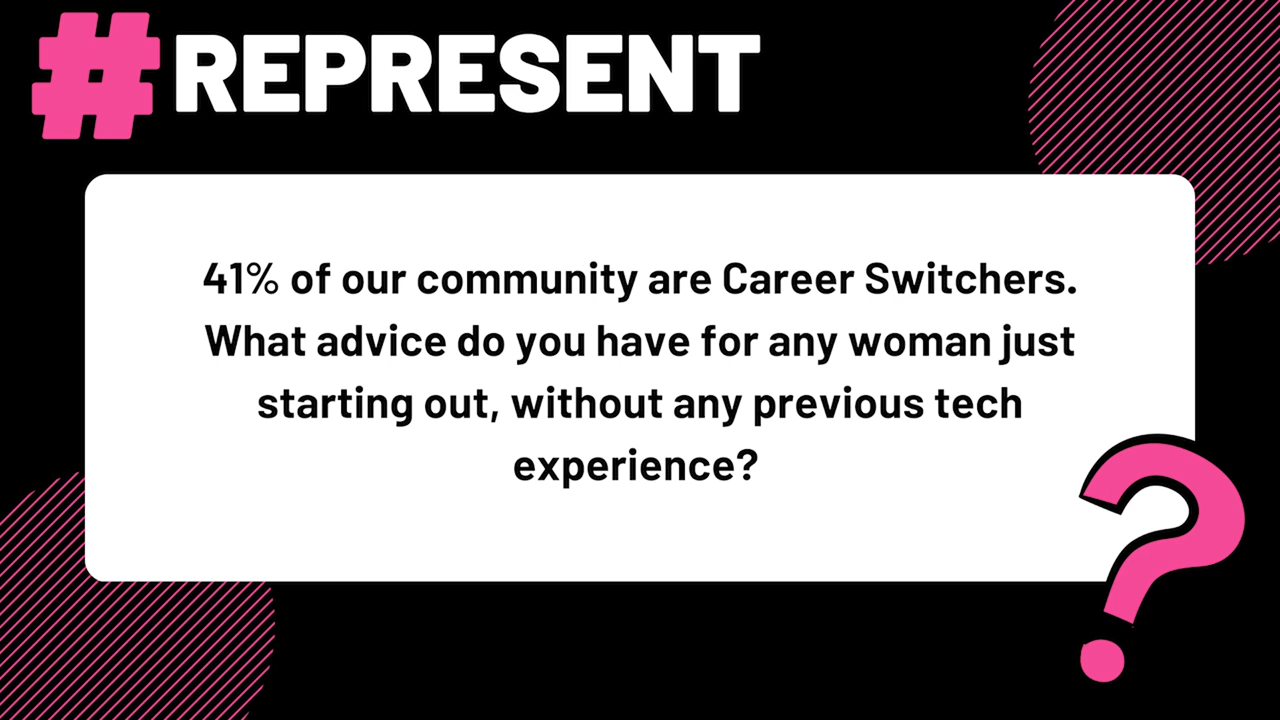 #REPRESENT
41% of our community are Career Switchers.
What advice do you have for any woman just
starting out, without any previous tech
experience?
?